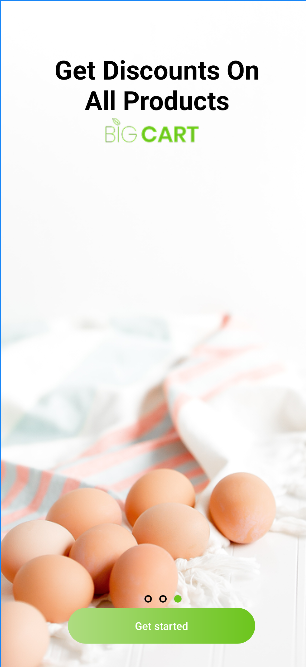 Get Discounts On
All Products
BIG CART
Get started